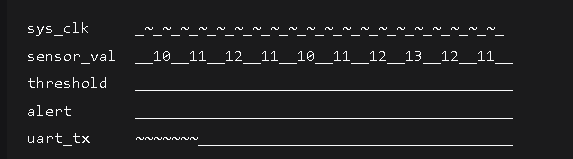 sys_clk _~_~_~_~_~_~_~_~_~_~_~_~_~_~_~_~_~_~_~_~_
sensor_val __10__11__12__11__10__11__12__13__12__11__
threshold __________________________________________
alert __________________________________________
uart_tx ~~~~~~~___________________________________